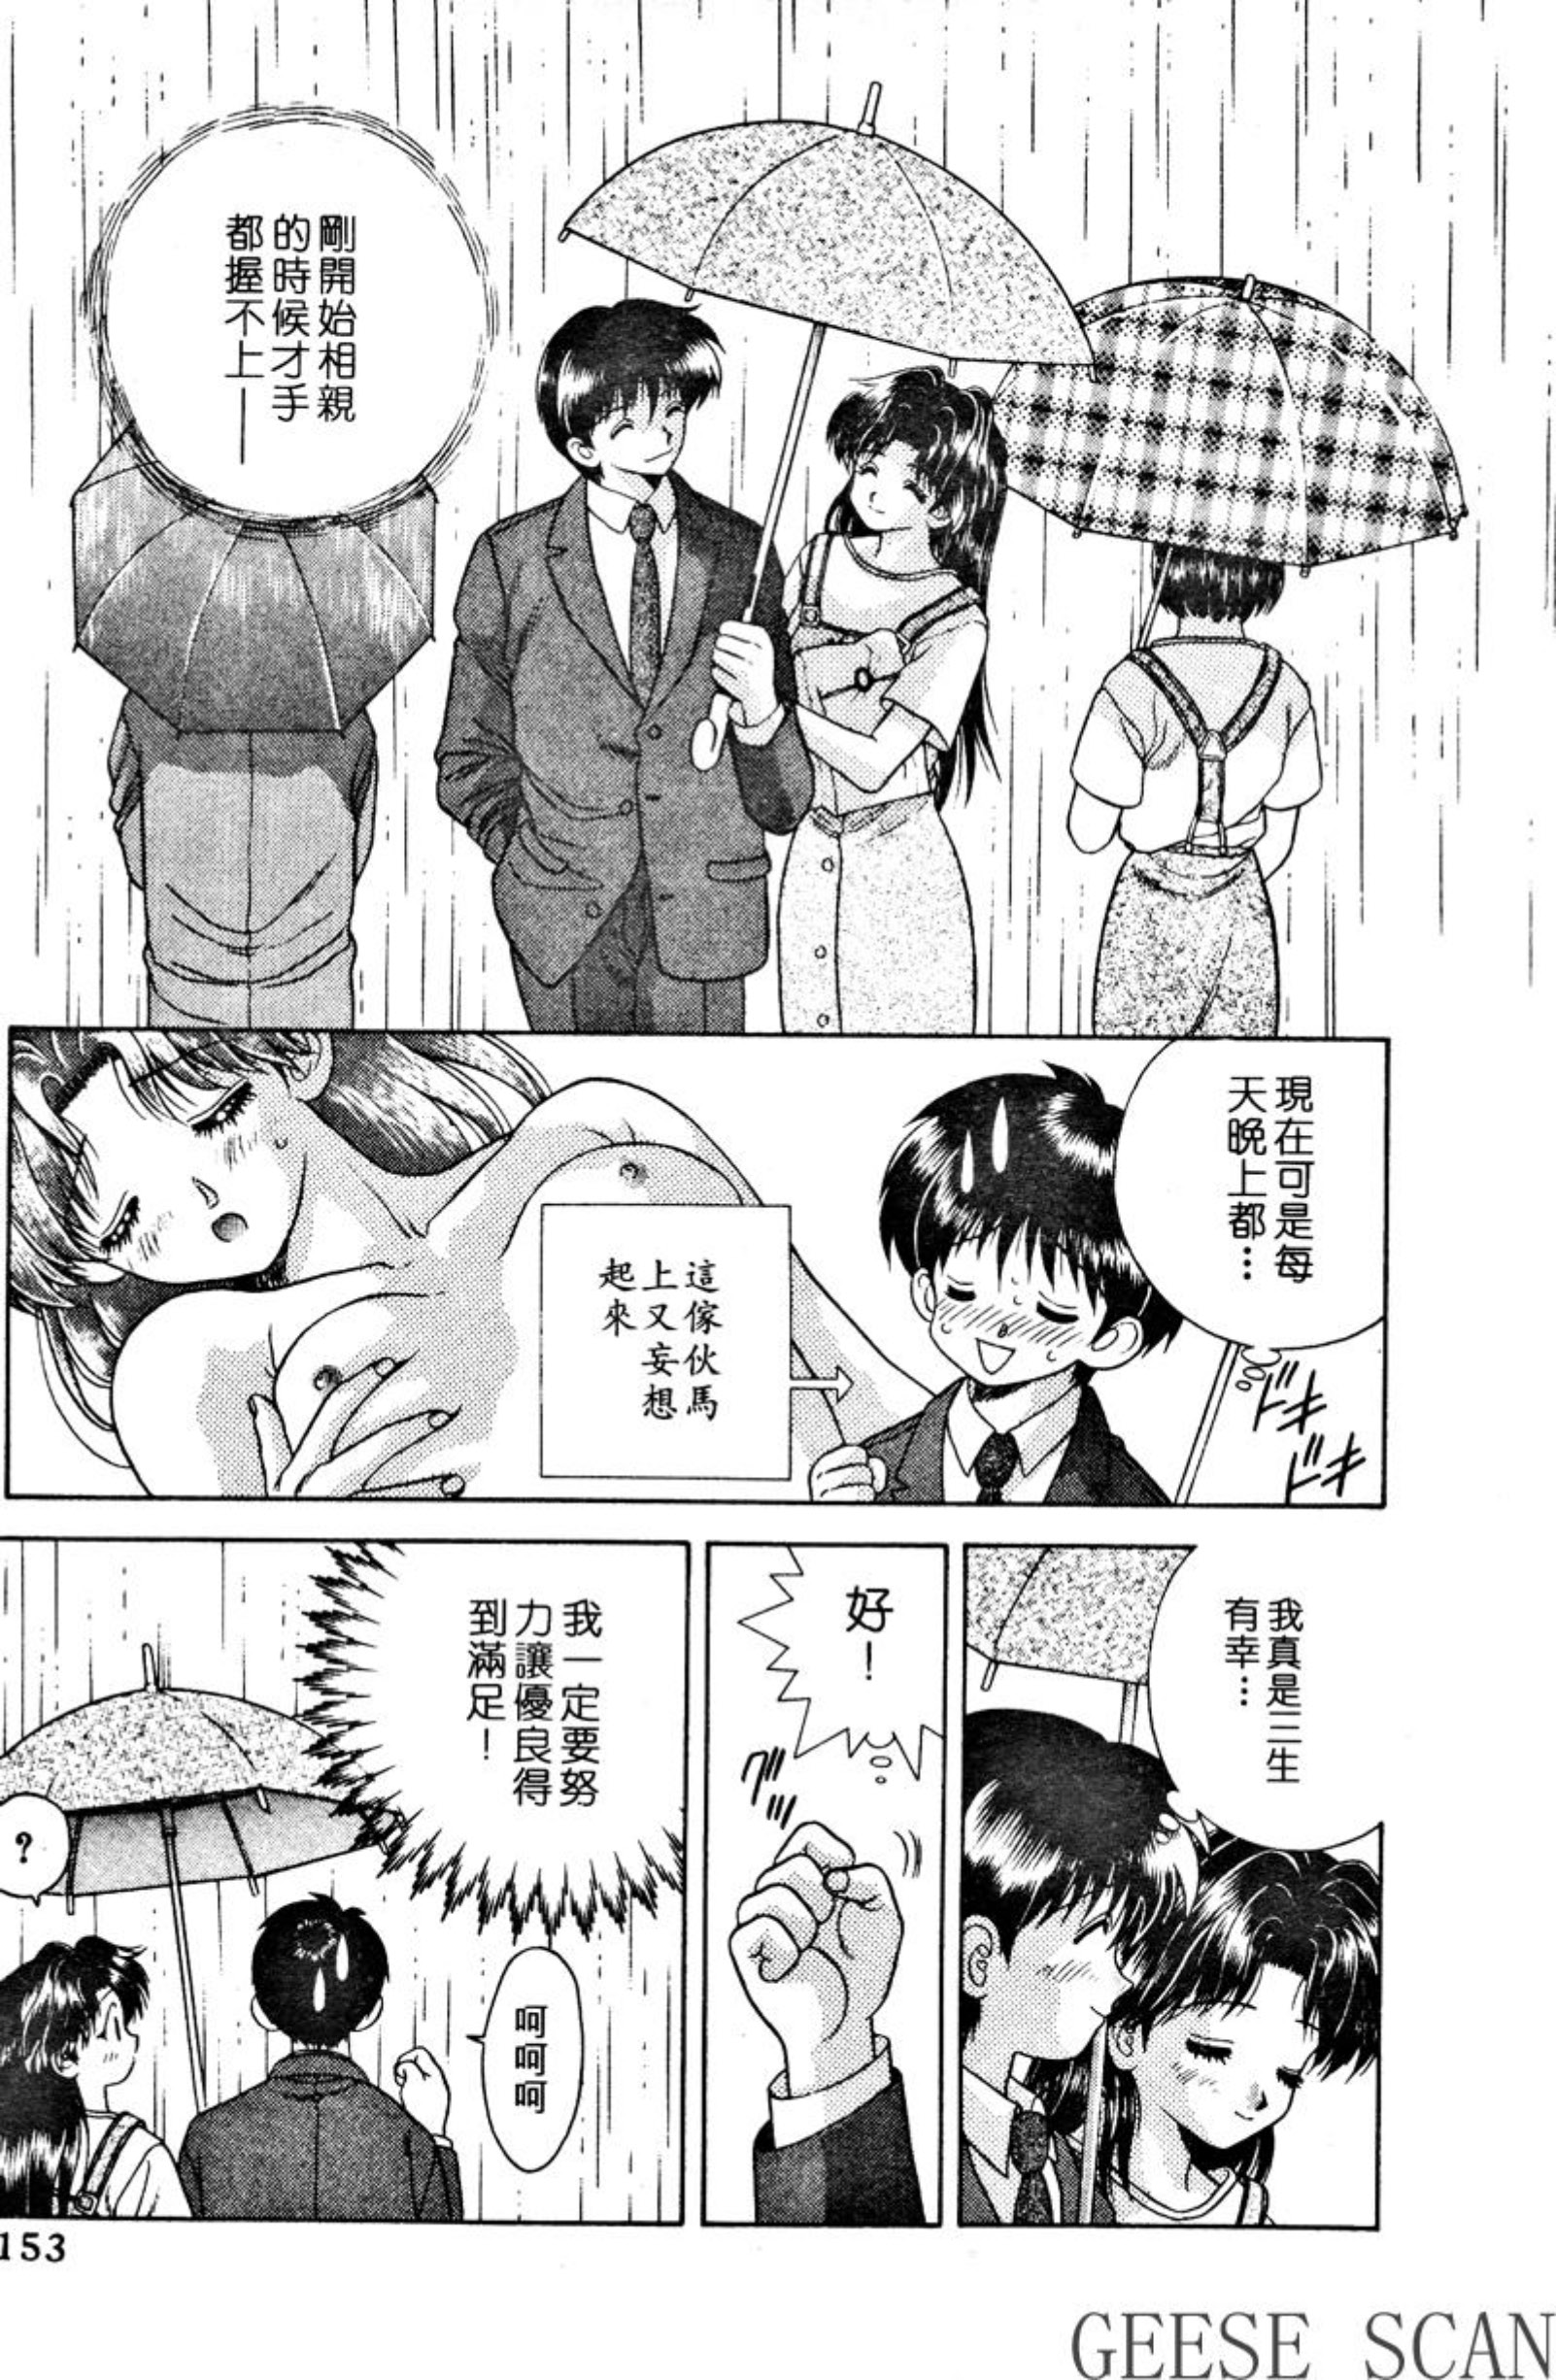 剛開始相親
的時候才手
都握不上——
現在可是每
天晚上都…
ドキ
ドキ
這傢伙馬
上又妄想
起來
我真是三生
有幸…
好！
グッ
我一定要努
力讓優良得
到滿足！
呵呵呵
?
153
GEESE SCAN